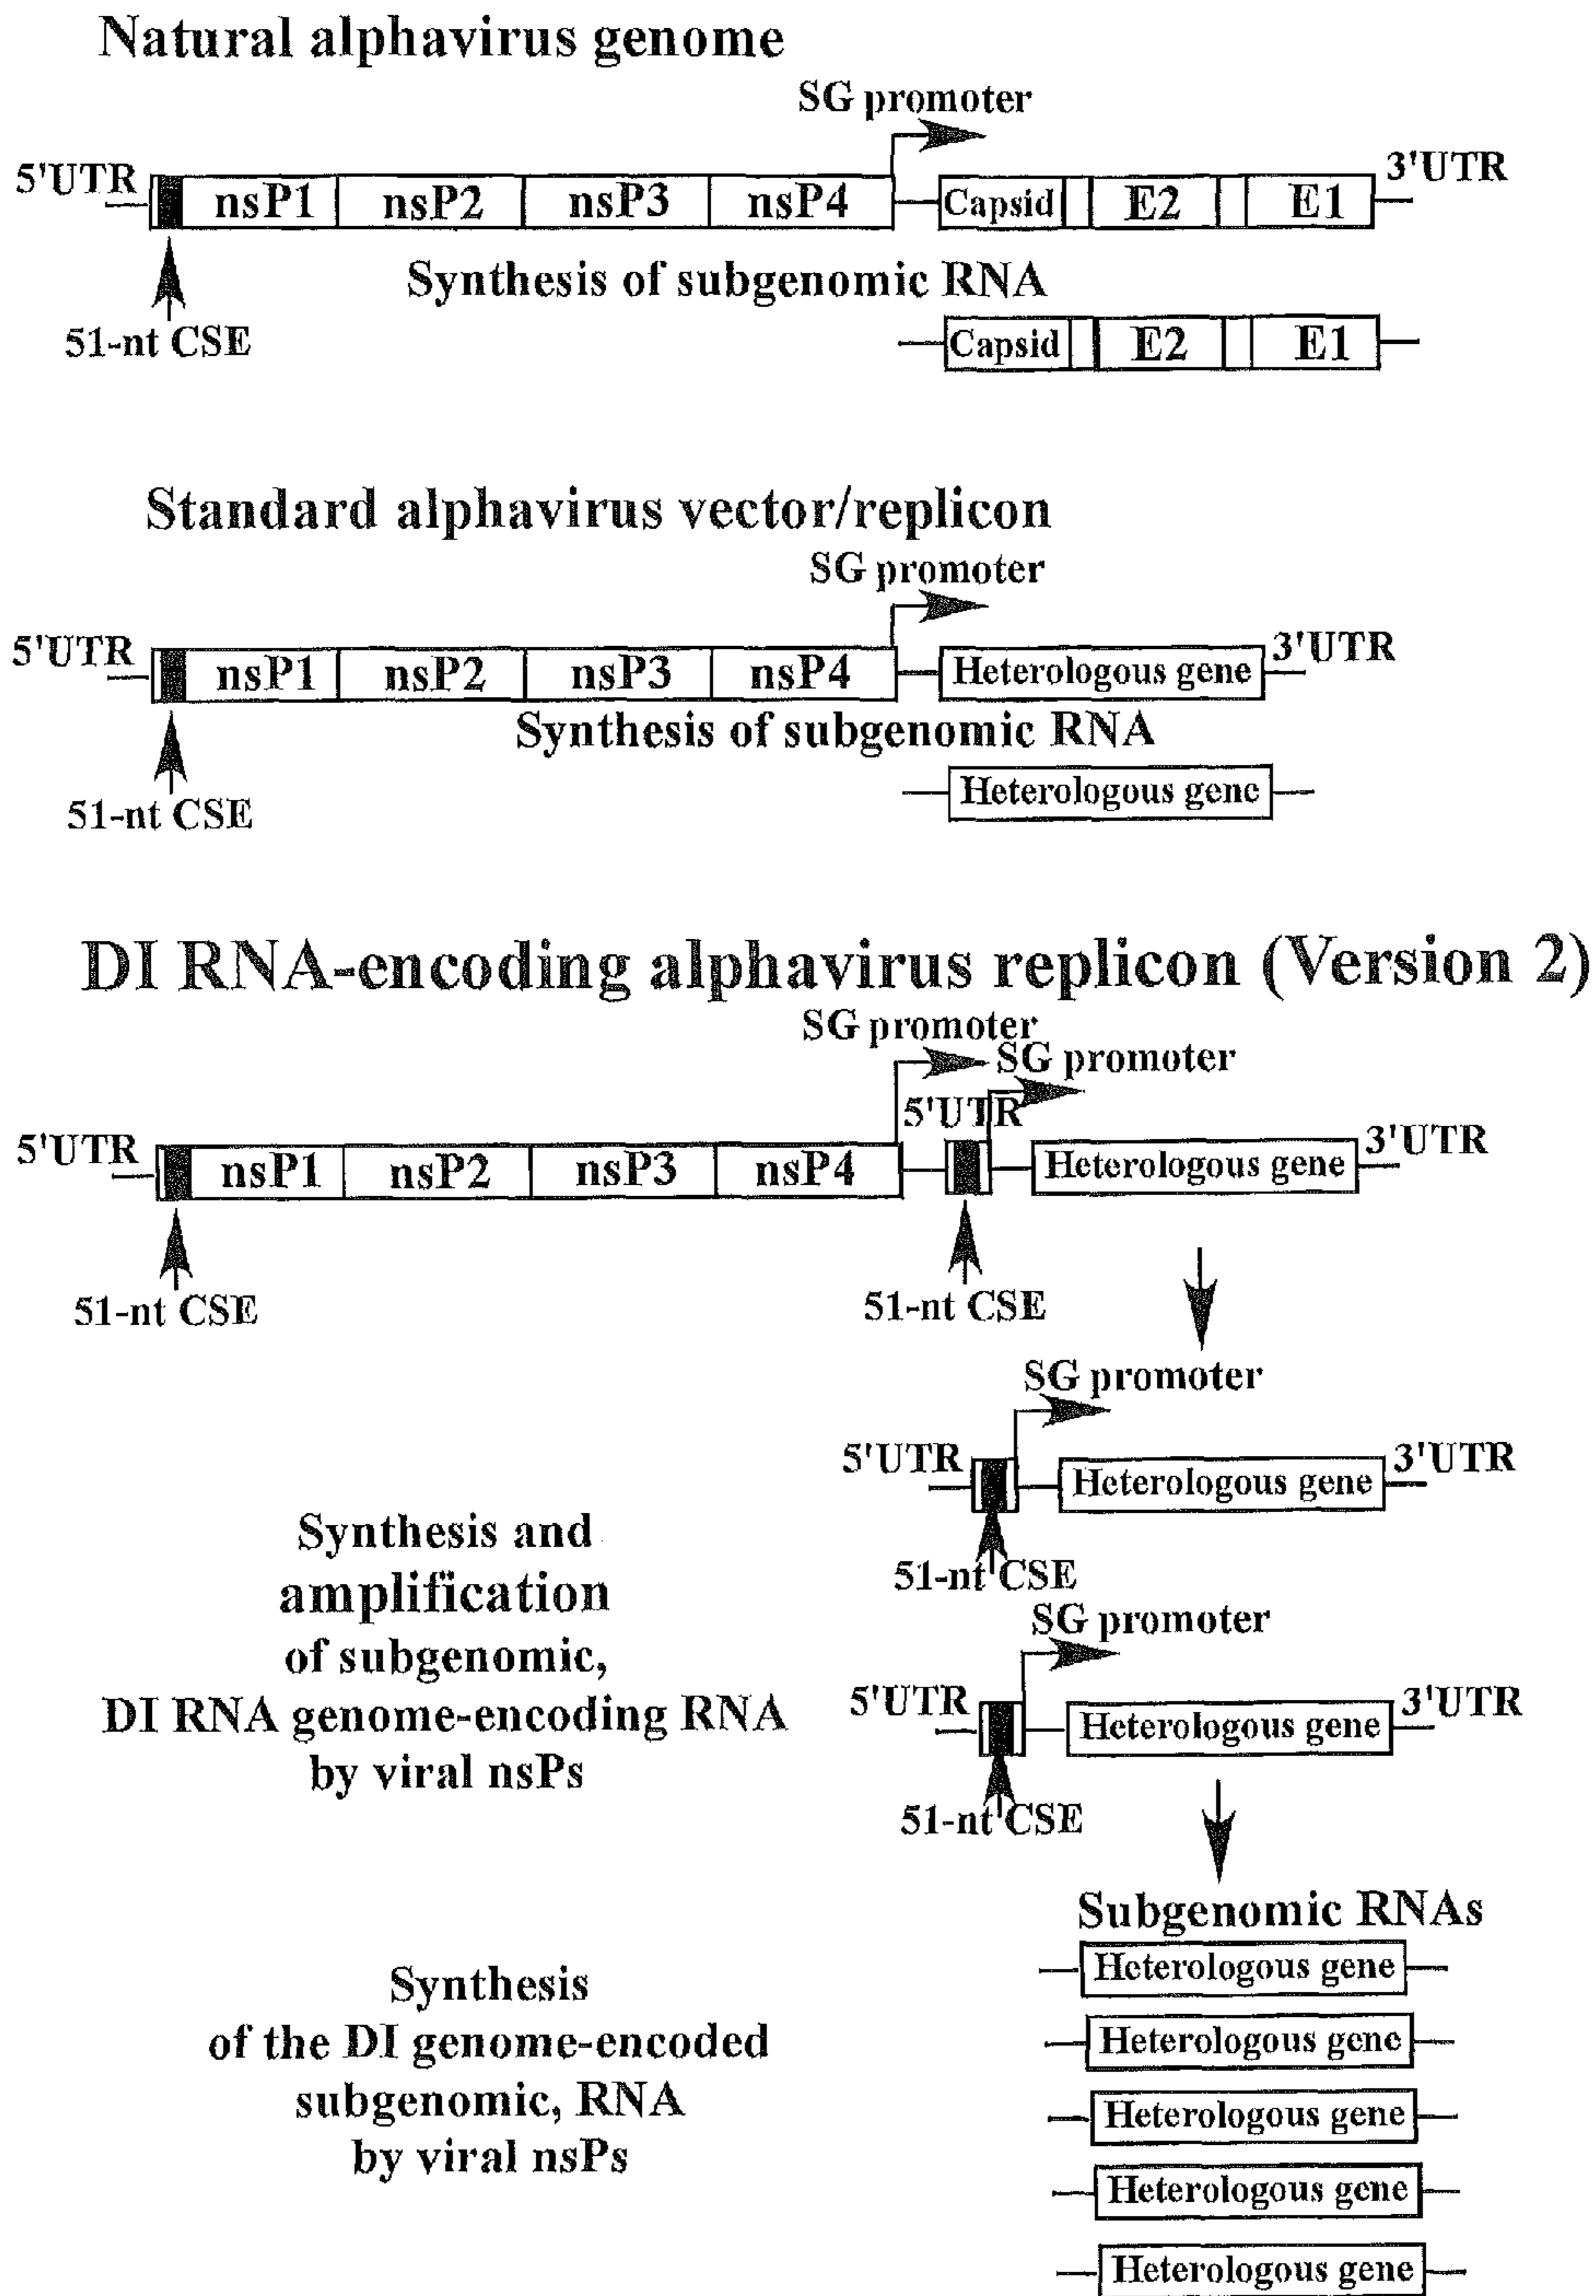 Natural alphavirus genome
SG promoter
5'UTR nsP1 nsP2 nsP3 nsP4 Capsid E2 E1 3'UTR
Synthesis of subgenomic RNA
51-nt CSE
Capsid E2 E1
Standard alphavirus vector/replicon
SG promoter
5'UTR nsP1 nsP2 nsP3 nsP4 Heterologous gene 3'UTR
Synthesis of subgenomic RNA
51-nt CSE
Heterologous gene
DI RNA-encoding alphavirus replicon (Version 2)
SG promoter
SG promoter
5'UTR
5'UTR nsP1 nsP2 nsP3 nsP4 Heterologous gene 3'UTR
51-nt CSE 51-nt CSE
SG promoter
5'UTR Heterologous gene 3'UTR
51-nt CSE
Synthesis and
amplification
of subgenomic,
DI RNA genome-encoding RNA
by viral nsPs
SG promoter
5'UTR Heterologous gene 3'UTR
51-nt CSE
Subgenomic RNAs
Heterologous gene
Heterologous gene
Heterologous gene
Heterologous gene
Heterologous gene
Synthesis
of the DI genome-encoded
subgenomic, RNA
by viral nsPs